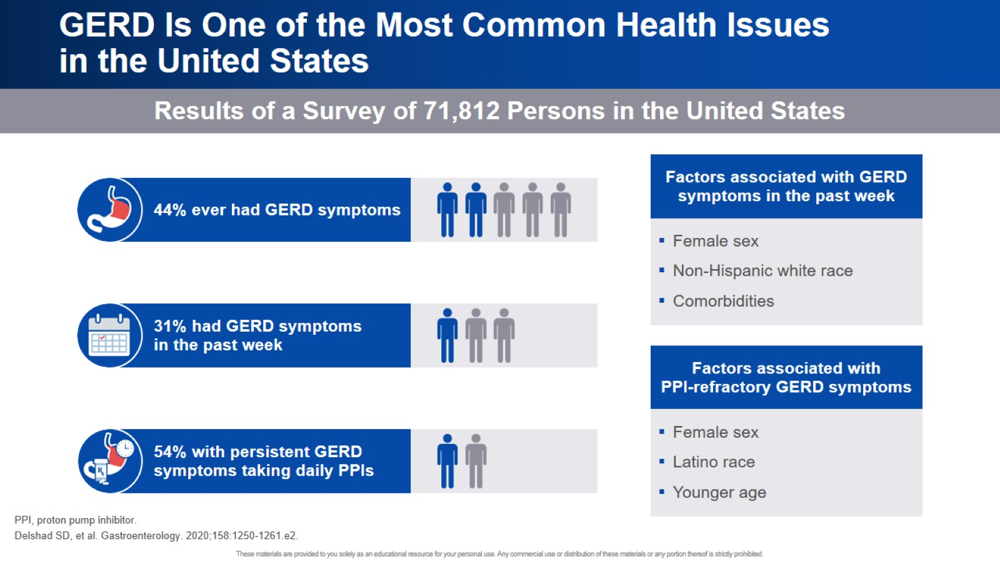 GERD Is One of the Most Common Health Issues
in the United States
Results of a Survey of 71,812 Persons in the United States
44% ever had GERD symptoms
31% had GERD symptoms
in the past week
54% with persistent GERD
symptoms taking daily PPIs
Factors associated with GERD
symptoms in the past week
▪ Female sex
▪ Non-Hispanic white race
▪ Comorbidities
Factors associated with
PPI-refractory GERD symptoms
▪ Female sex
▪ Latino race
▪ Younger age
PPI, proton pump inhibitor.
Delshad SD, et al. Gastroenterology. 2020;158:1250-1261.e2.
These materials are provided to you solely as an educational resource for your personal use. Any commercial use or distribution of these materials or any portion thereof is strictly prohibited.